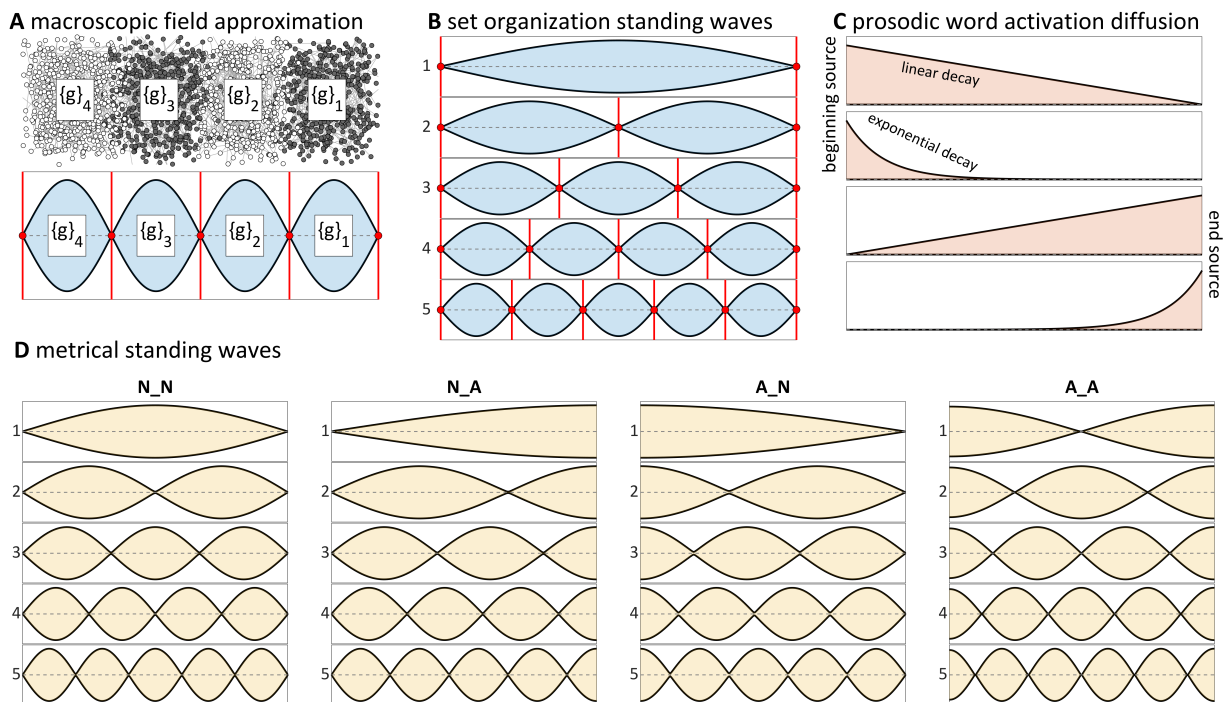 A macroscopic field approximation
{g}4 {g}3 {g}2 {g}1
{g}4 {g}3 {g}2 {g}1
B set organization standing waves
1
2
3
4
5
C prosodic word activation diffusion
beginning source
linear decay
exponential decay
end source
D metrical standing waves
N_N
1
2
3
4
5
N_A
1
2
3
4
5
A_N
1
2
3
4
5
A_A
1
2
3
4
5